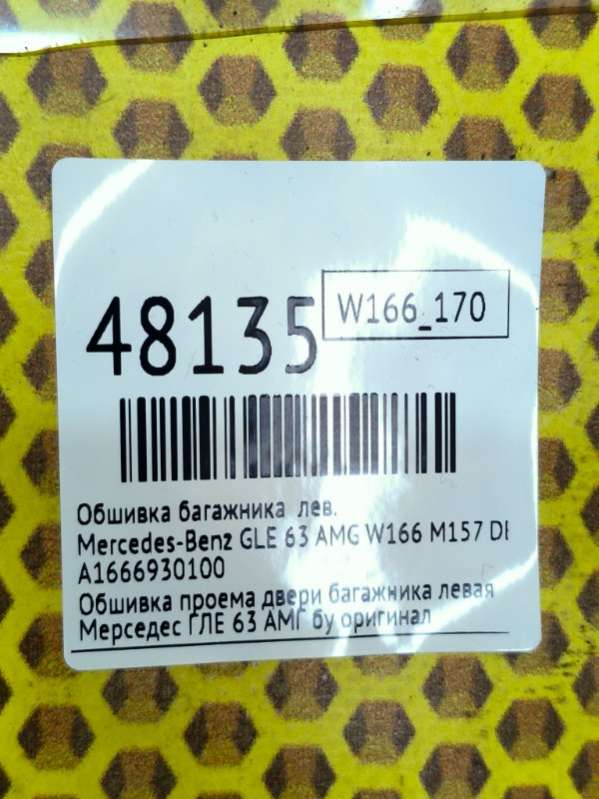 48135
W166_170
Обшивка багажника лев.
Mercedes-Benz GLE 63 AMG W166 M157
A1666930100
Обшивка проема двери багажника левая
Мерседес ГЛЕ 63 АМГ бу оригинал